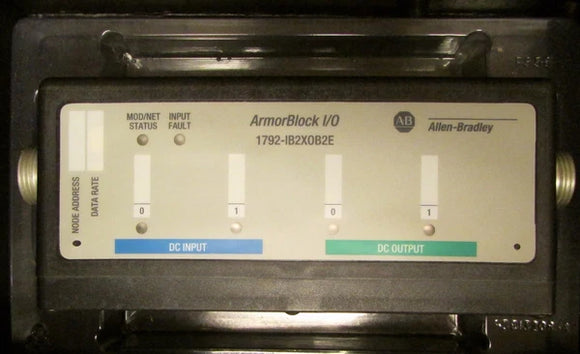 MOD/NET
STATUS
INPUT
FAULT
ArmorBlock I/O
1792-IB2XOB2E
AB
Allen-Bradley
NODE ADDRESS
DATA RATE
0
1
0
1
DC INPUT
DC OUTPUT